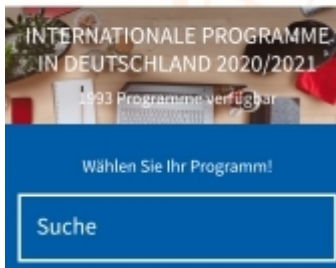 INTERNATIONALE PROGRAMME
IN DEUTSCHLAND 2020/2021
1993 Programme verfügbar
Wählen Sie Ihr Programm!
Suche